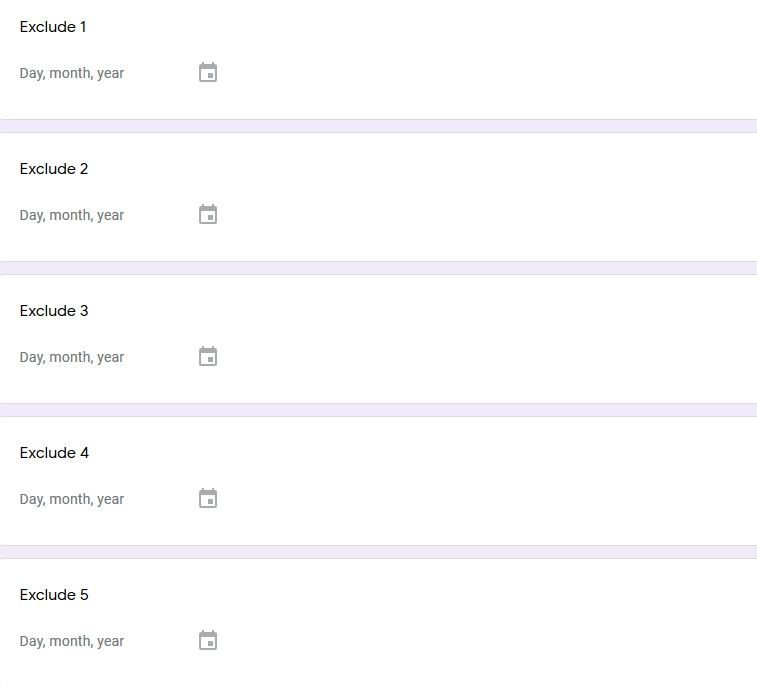 Exclude 1
Day, month, year
Exclude 2
Day, month, year
Exclude 3
Day, month, year
Exclude 4
Day, month, year
Exclude 5
Day, month, year